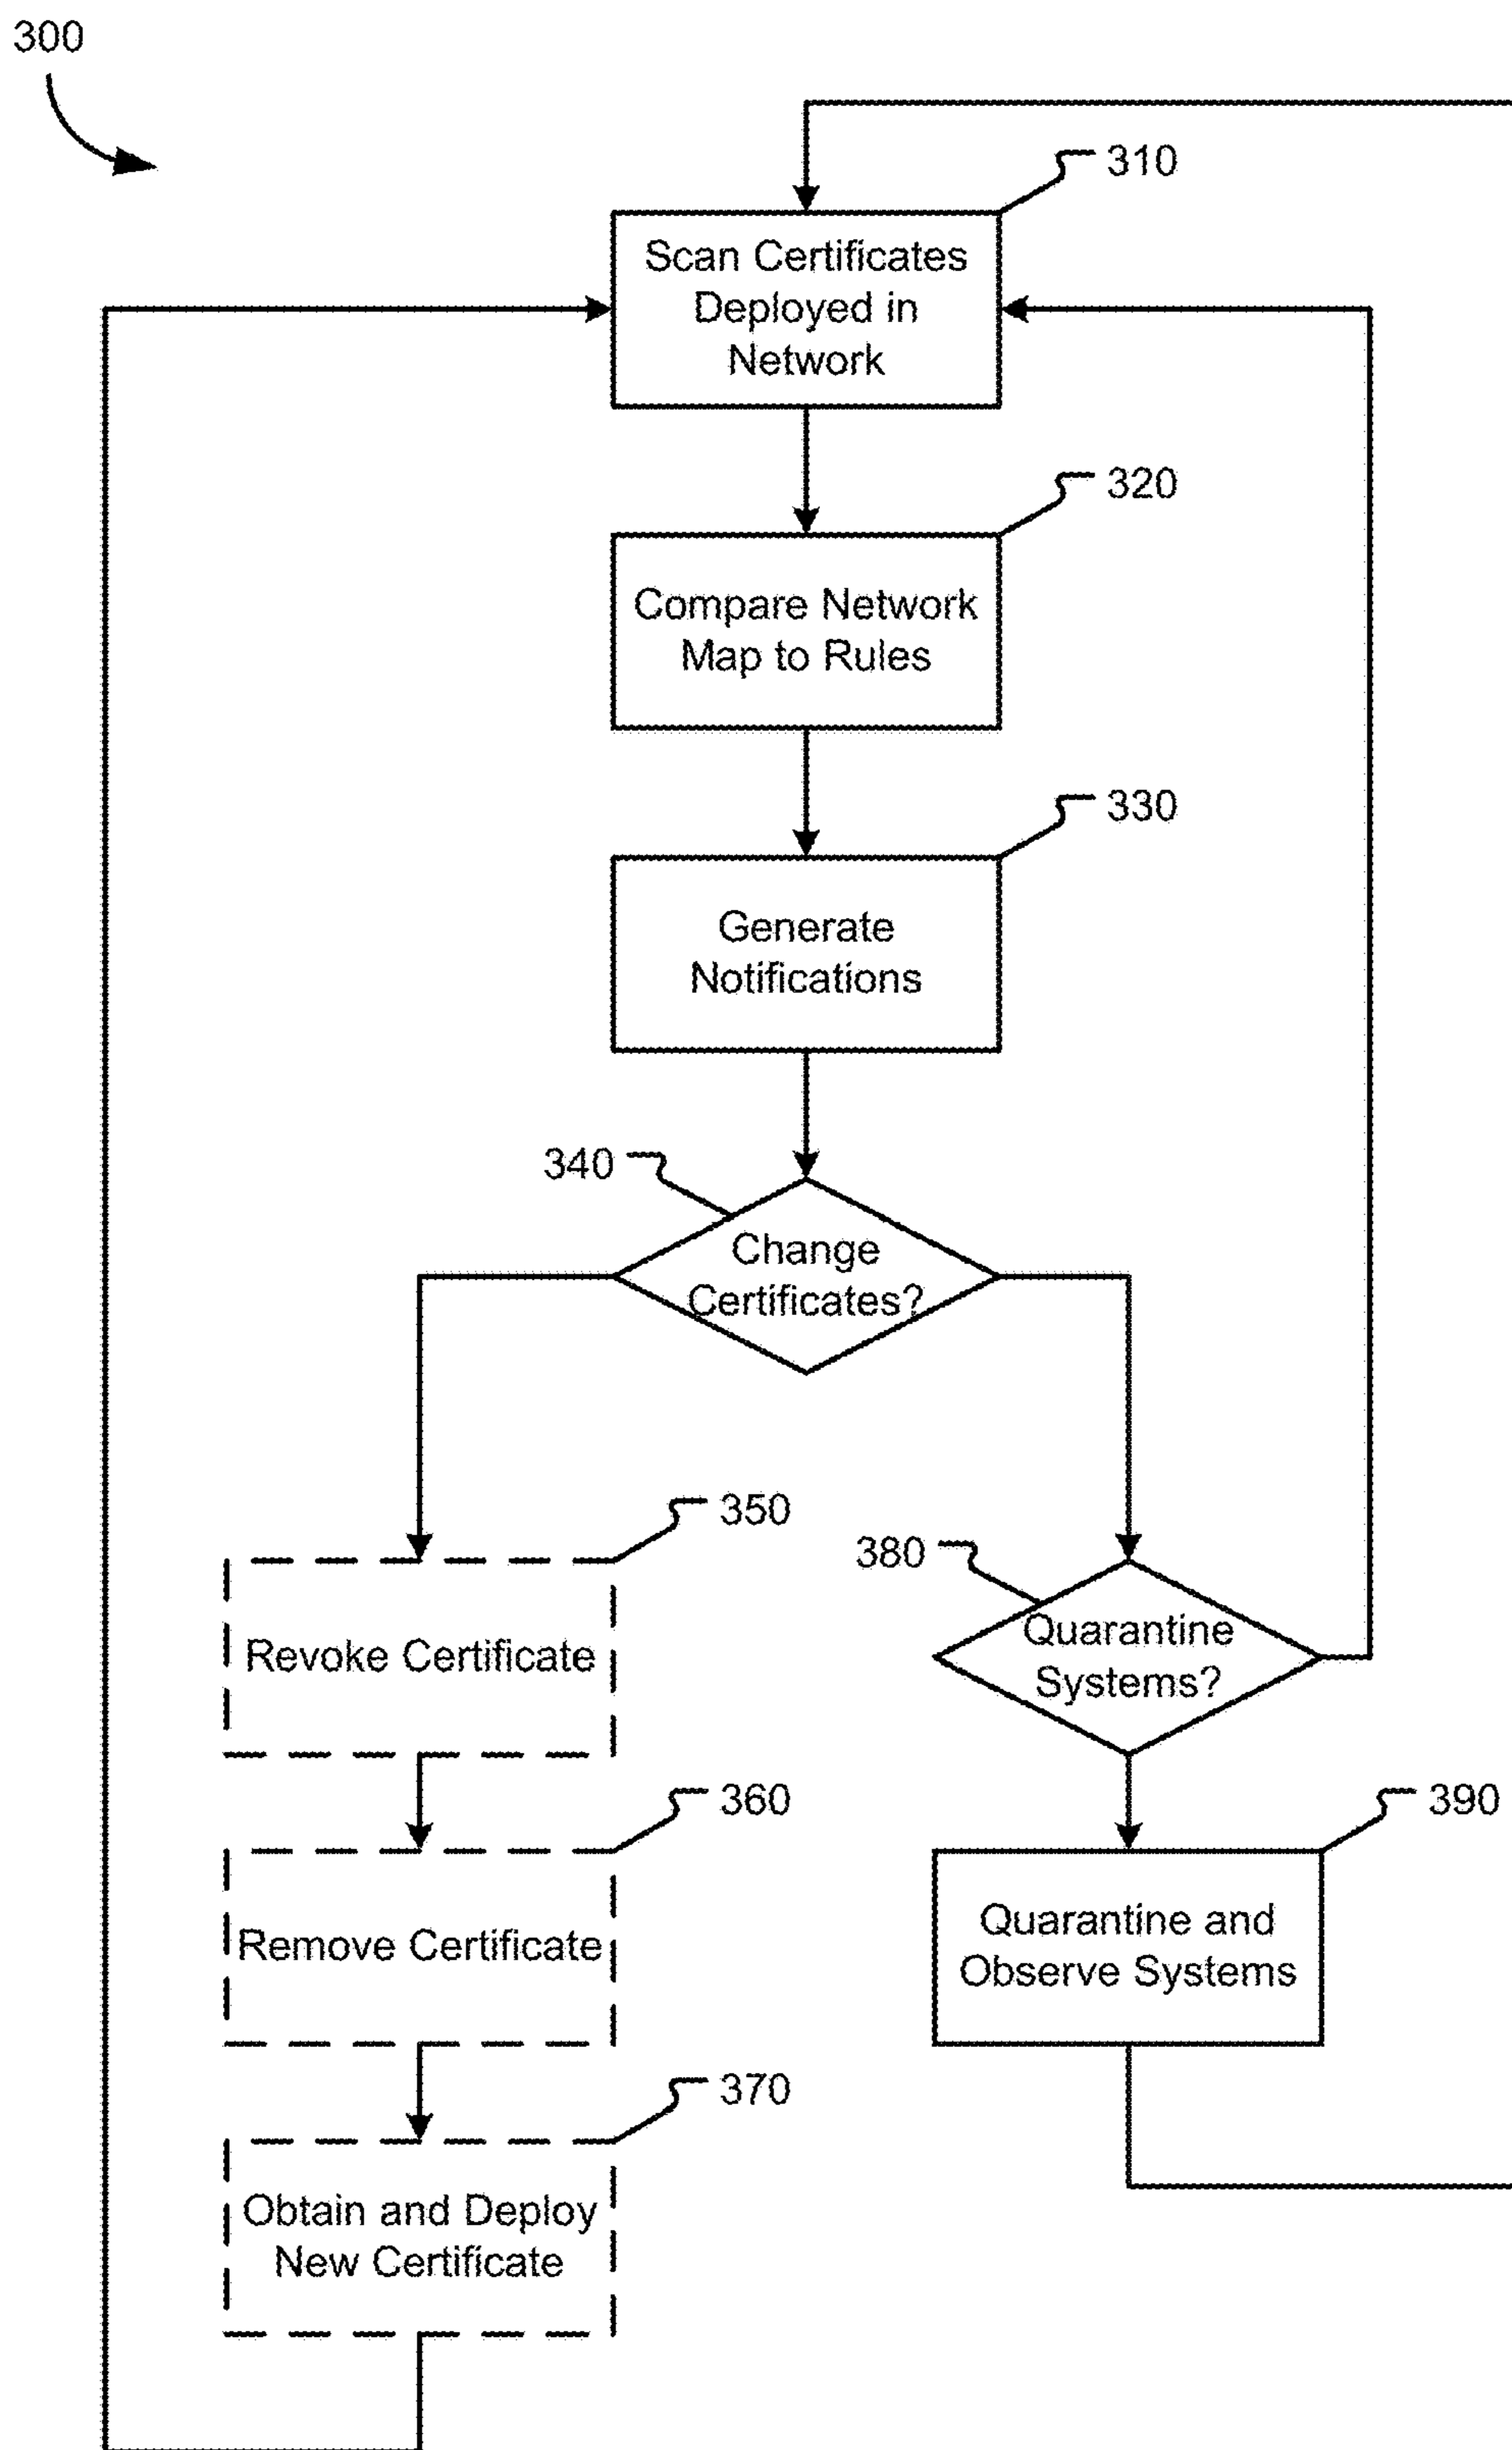 300
310
Scan Certificates
Deployed in
Network
320
Compare Network
Map to Rules
330
Generate
Notifications
340
Change
Certificates?
350
Revoke Certificate
380
Quarantine
Systems?
360
Remove Certificate
390
Quarantine and
Observe Systems
370
Obtain and Deploy
New Certificate